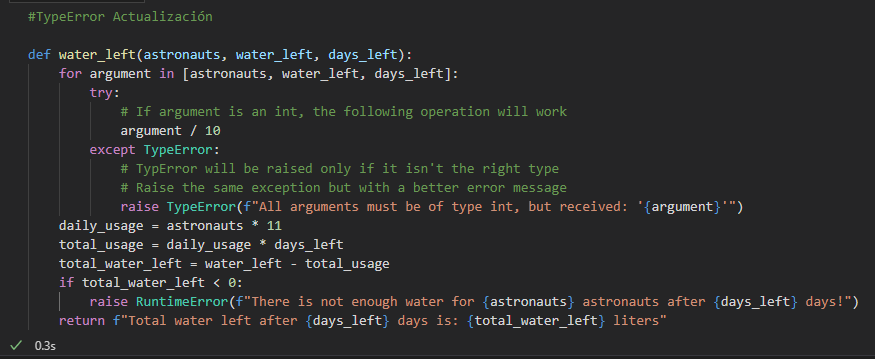 #TypeError Actualización
def water_left(astronauts, water_left, days_left):
    for argument in [astronauts, water_left, days_left]:
        try:
            # If argument is an int, the following operation will work
            argument / 10
        except TypeError:
            # TypError will be raised only if it isn't the right type
            # Raise the same exception but with a better error message
            raise TypeError(f"All arguments must be of type int, but received: '{argument}'")
    daily_usage = astronauts * 11
    total_usage = daily_usage * days_left
    total_water_left = water_left - total_usage
    if total_water_left < 0:
        raise RuntimeError(f"There is not enough water for {astronauts} astronauts after {days_left} days!")
    return f"Total water left after {days_left} days is: {total_water_left} liters"
0.3s